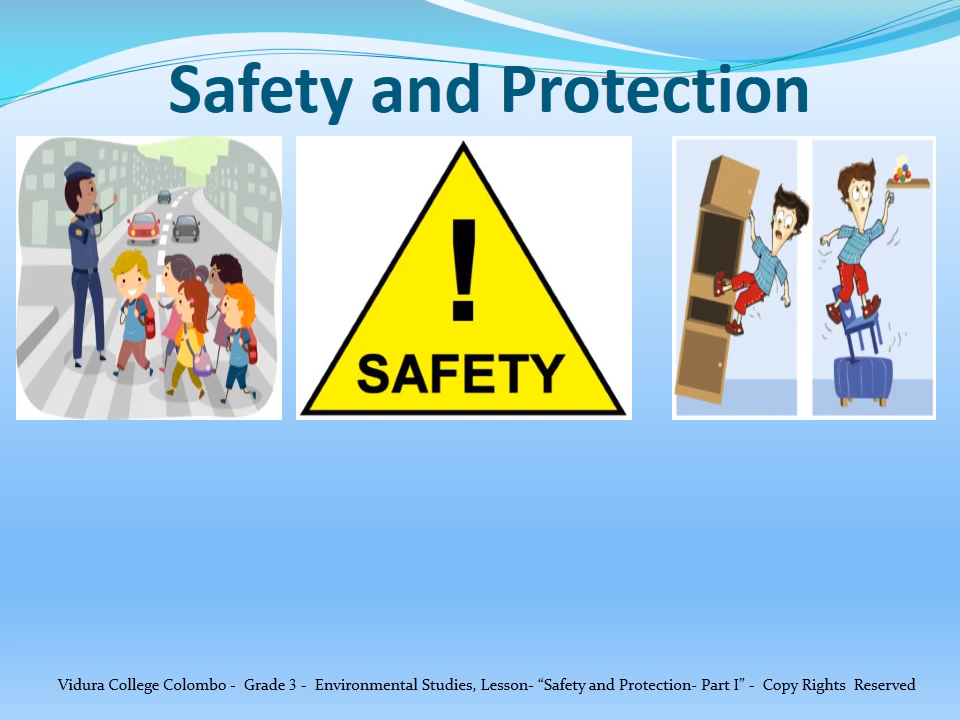 Safety and Protection
!
SAFETY
Vidura College Colombo - Grade 3 - Environmental Studies, Lesson- “Safety and Protection- Part I” - Copy Rights Reserved